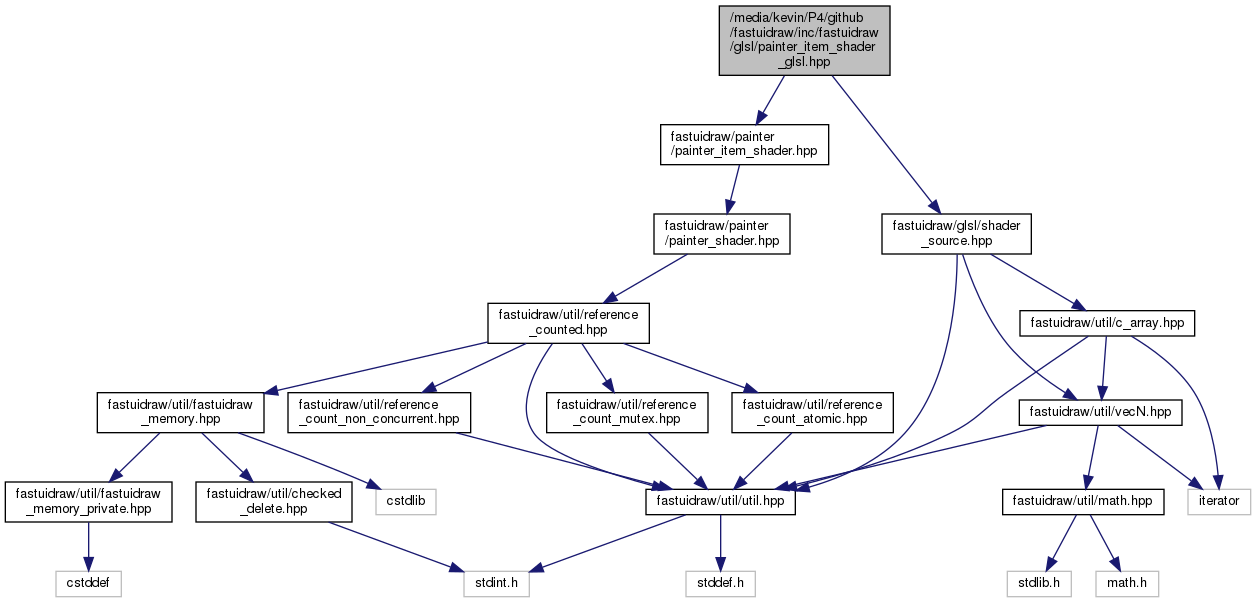 /media/kevin/P4/github
/fastuidraw/inc/fastuidraw
/glsl/painter_item_shader
_glsl.hpp
fastuidraw/painter
/painter_item_shader.hpp
fastuidraw/painter
/painter_shader.hpp
fastuidraw/glsl/shader
_source.hpp
fastuidraw/util/reference
_counted.hpp
fastuidraw/util/c_array.hpp
fastuidraw/util/fastuidraw
_memory.hpp
fastuidraw/util/reference
_count_non_concurrent.hpp
fastuidraw/util/reference
_count_mutex.hpp
fastuidraw/util/reference
_count_atomic.hpp
fastuidraw/util/vecN.hpp
fastuidraw/util/fastuidraw
_memory_private.hpp
fastuidraw/util/checked
_delete.hpp
cstdlib
fastuidraw/util/util.hpp
fastuidraw/util/math.hpp
iterator
cstddef
stdint.h
stddef.h
stdlib.h
math.h